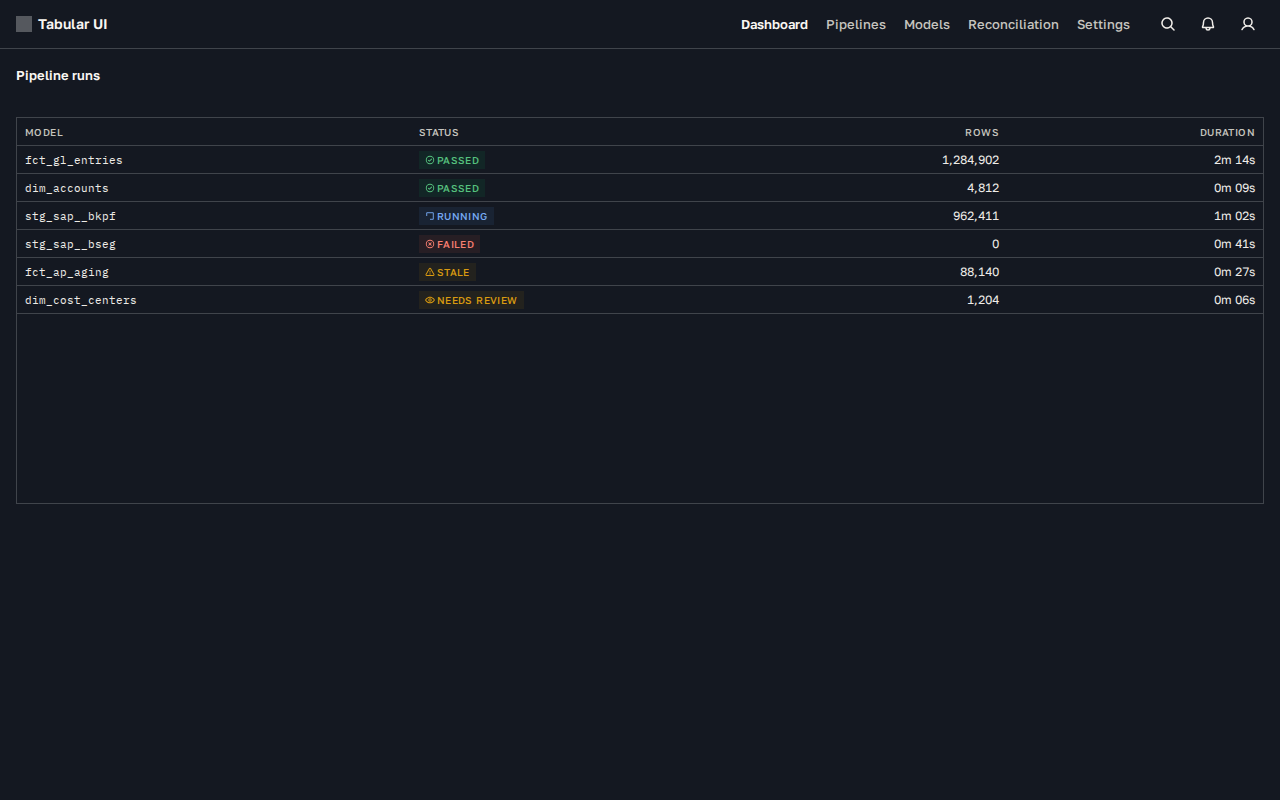 Tabular UI
Dashboard Pipelines Models Reconciliation Settings
Pipeline runs
MODEL STATUS ROWS DURATION
fct_gl_entries PASSED 1,284,902 2m 14s
dim_accounts PASSED 4,812 0m 09s
stg_sap__bkpf RUNNING 962,411 1m 02s
stg_sap__bseg FAILED 0 0m 41s
fct_ap_aging STALE 88,140 0m 27s
dim_cost_centers NEEDS REVIEW 1,204 0m 06s